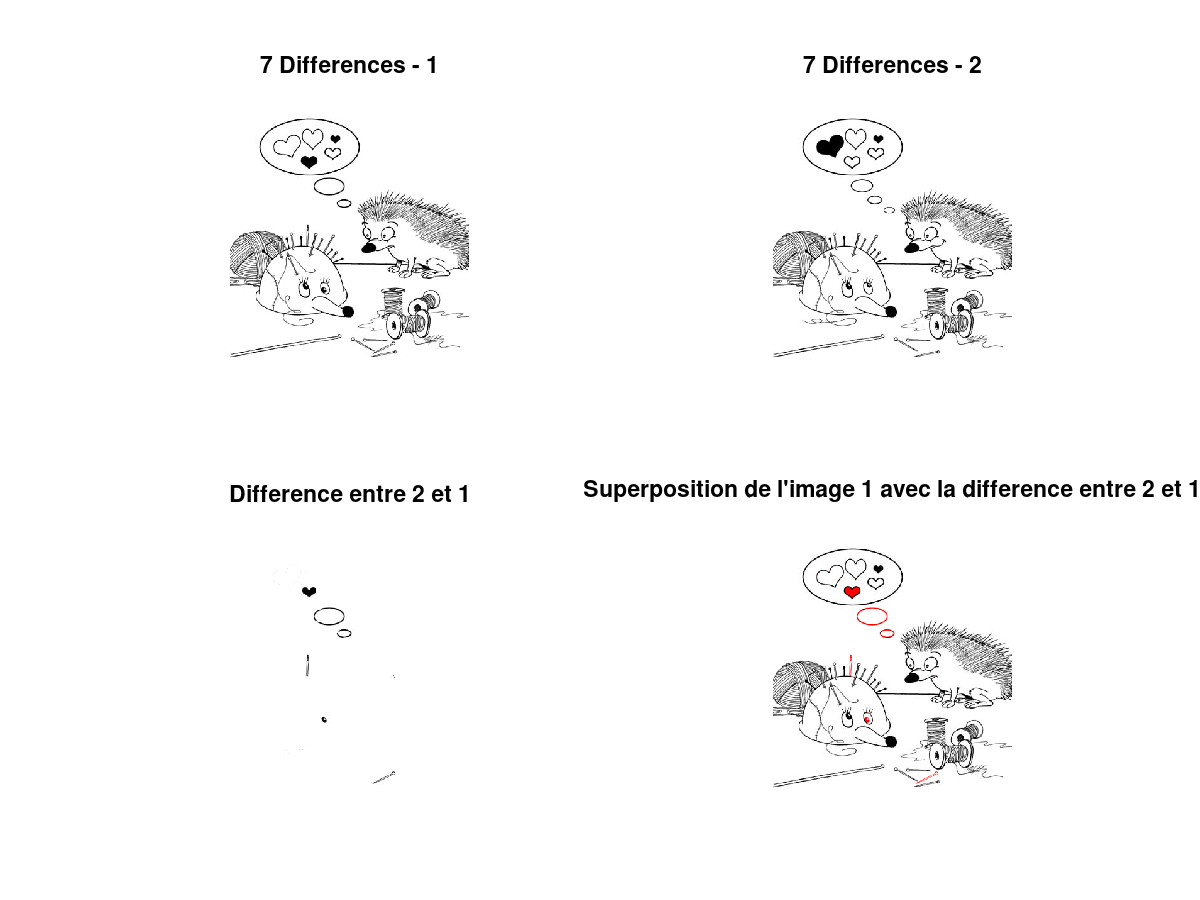 7 Differences - 1
7 Differences - 2
Difference entre 2 et 1
Superposition de l'image 1 avec la difference entre 2 et 1